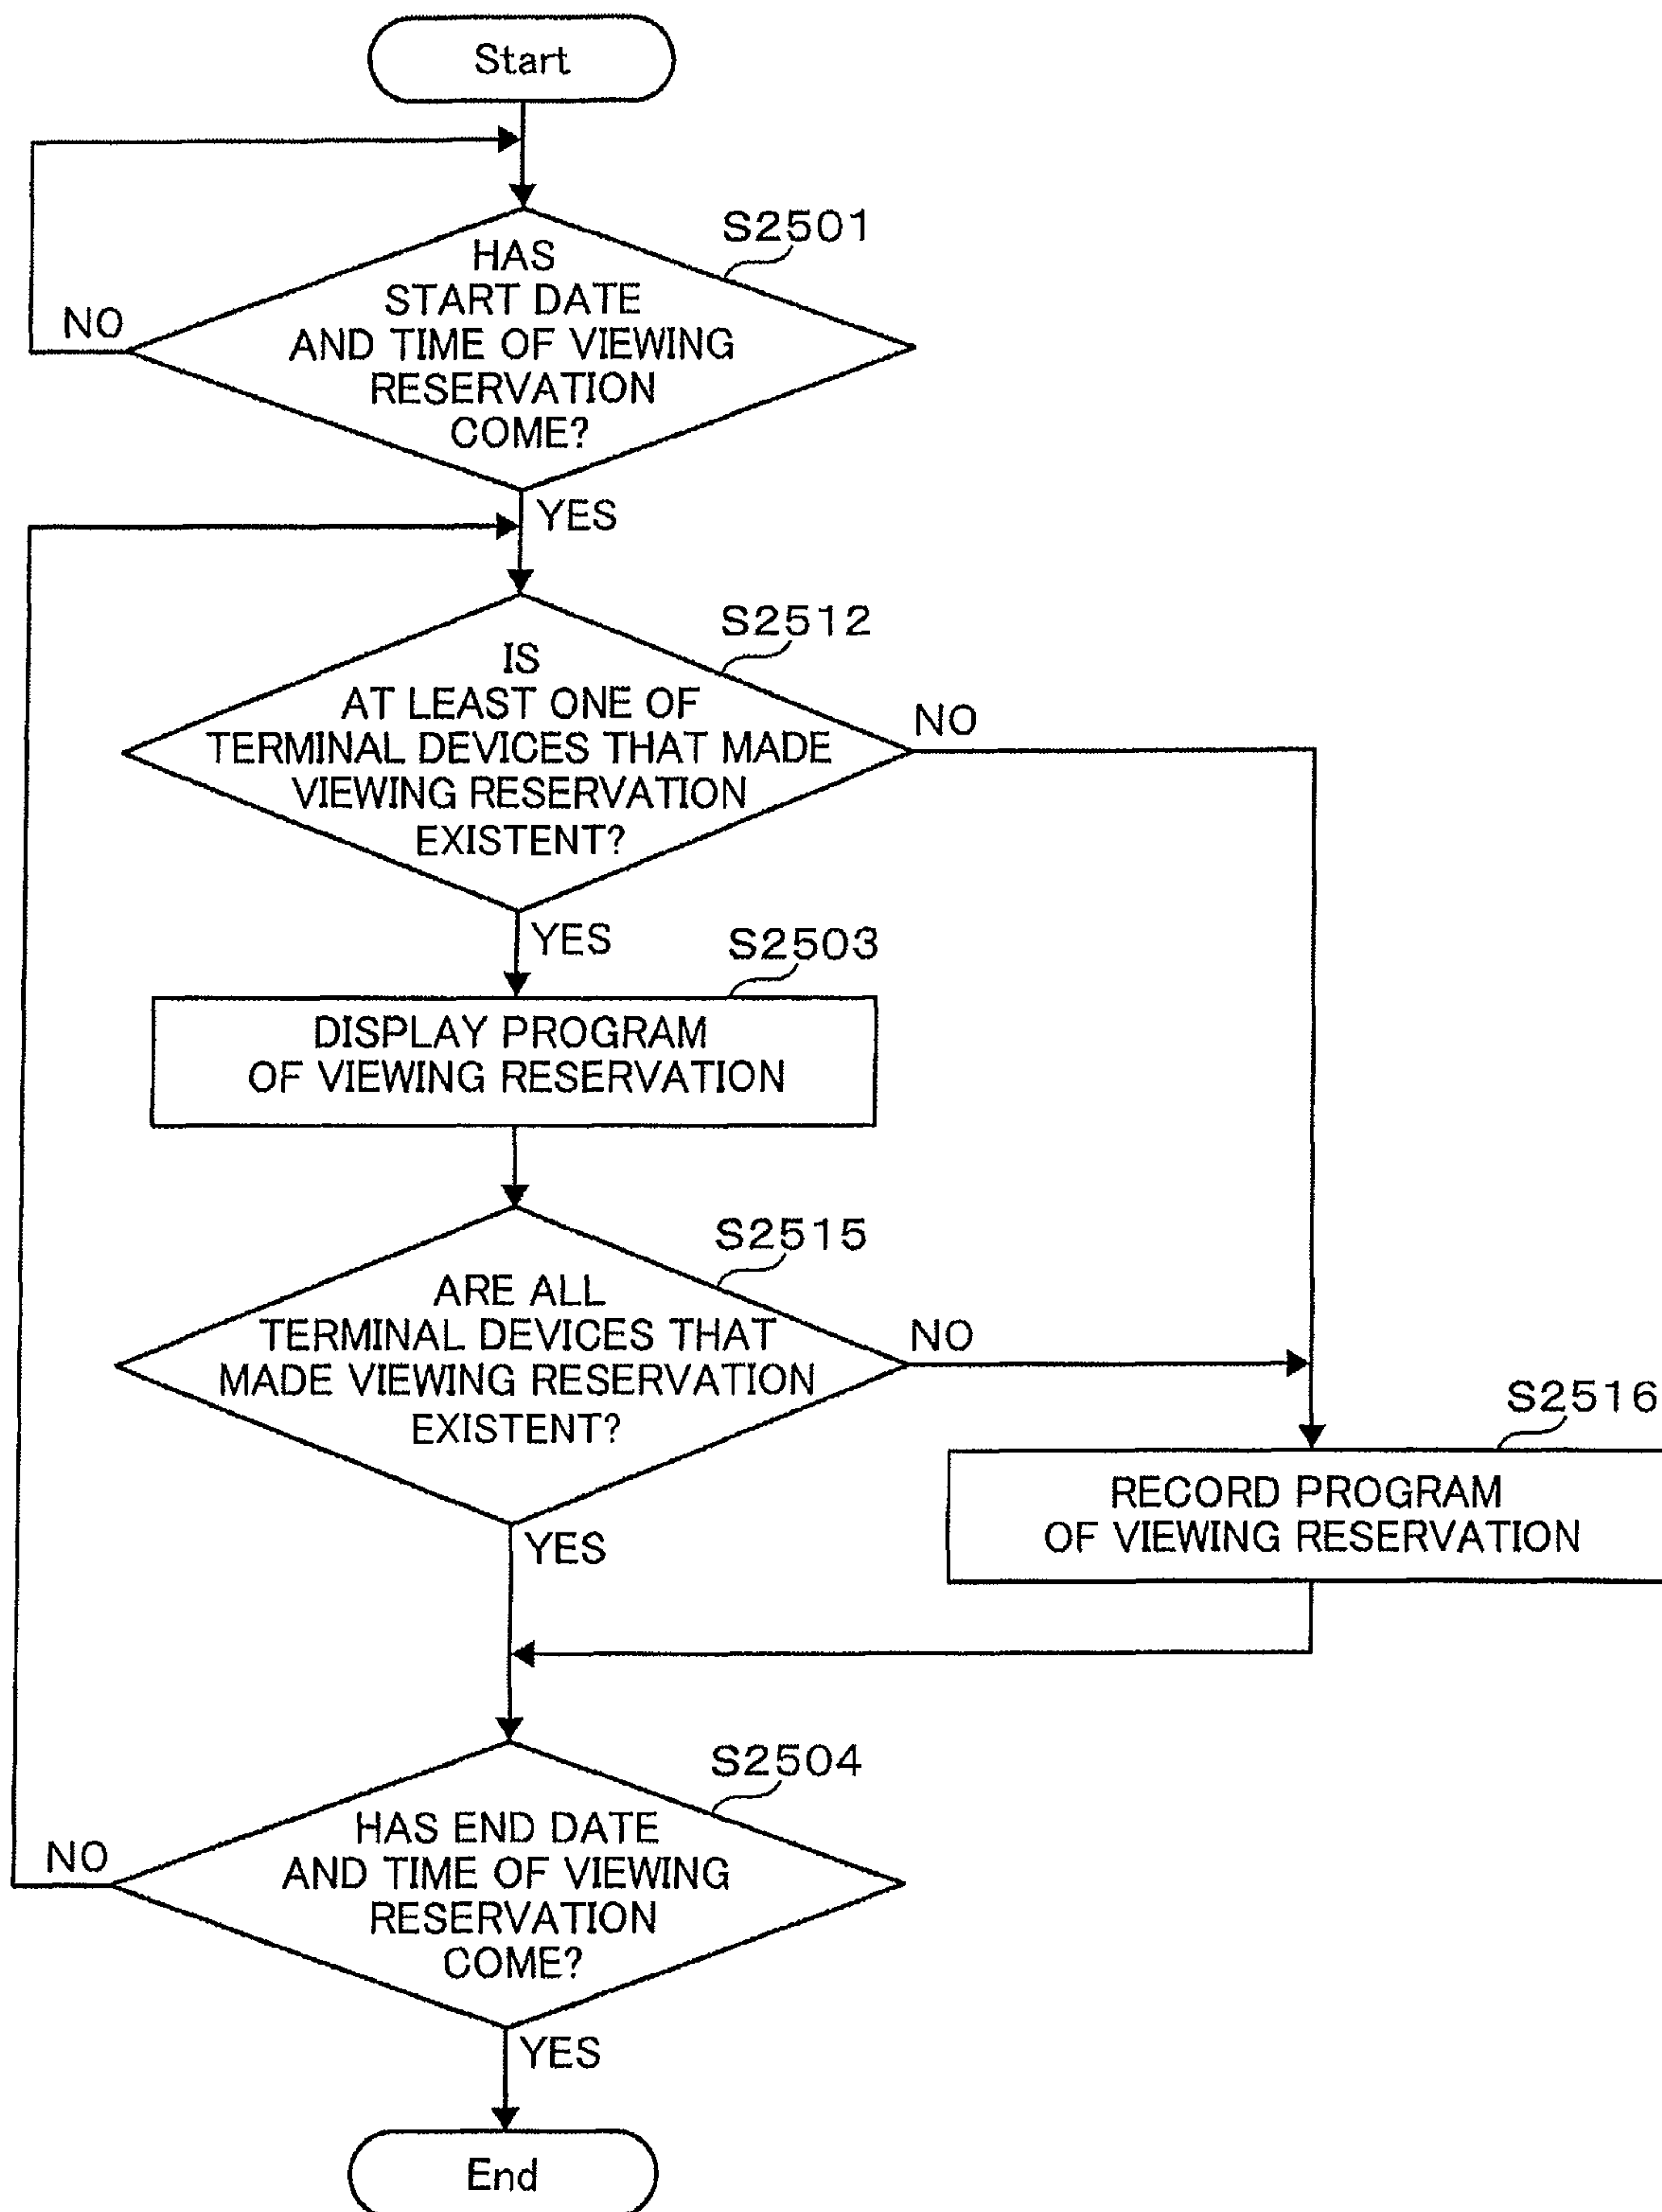 Start
S2501
HAS
START DATE
AND TIME OF VIEWING
RESERVATION
COME?
NO
YES
S2512
IS
AT LEAST ONE OF
TERMINAL DEVICES THAT MADE
VIEWING RESERVATION
EXISTENT?
NO
YES
S2503
DISPLAY PROGRAM
OF VIEWING RESERVATION
S2515
ARE ALL
TERMINAL DEVICES THAT
MADE VIEWING RESERVATION
EXISTENT?
NO
YES
S2516
RECORD PROGRAM
OF VIEWING RESERVATION
S2504
HAS END DATE
AND TIME OF VIEWING
RESERVATION
COME?
NO
YES
End